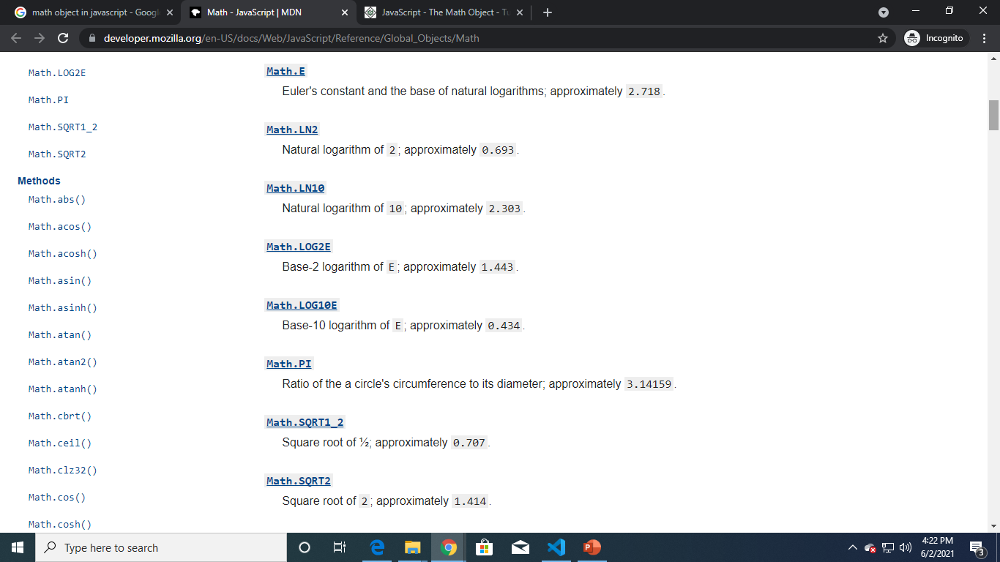 math object in javascript - Googl
Math - JavaScript | MDN
JavaScript - The Math Object - Tu
developer.mozilla.org/en-US/docs/Web/JavaScript/Reference/Global_Objects/Math
Incognito
Math.LOG2E
Math.PI
Math.SQRT1_2
Math.SQRT2
Methods
Math.abs()
Math.acos()
Math.acosh()
Math.asin()
Math.asinh()
Math.atan()
Math.atan2()
Math.atanh()
Math.cbrt()
Math.ceil()
Math.clz32()
Math.cos()
Math.cosh()
Math.E
Euler's constant and the base of natural logarithms; approximately 2.718.
Math.LN2
Natural logarithm of 2; approximately 0.693.
Math.LN10
Natural logarithm of 10; approximately 2.303.
Math.LOG2E
Base-2 logarithm of E; approximately 1.443.
Math.LOG10E
Base-10 logarithm of E; approximately 0.434.
Math.PI
Ratio of the a circle's circumference to its diameter; approximately 3.14159.
Math.SQRT1_2
Square root of ½; approximately 0.707.
Math.SQRT2
Square root of 2; approximately 1.414.
Type here to search
4:22 PM
6/2/2021
3